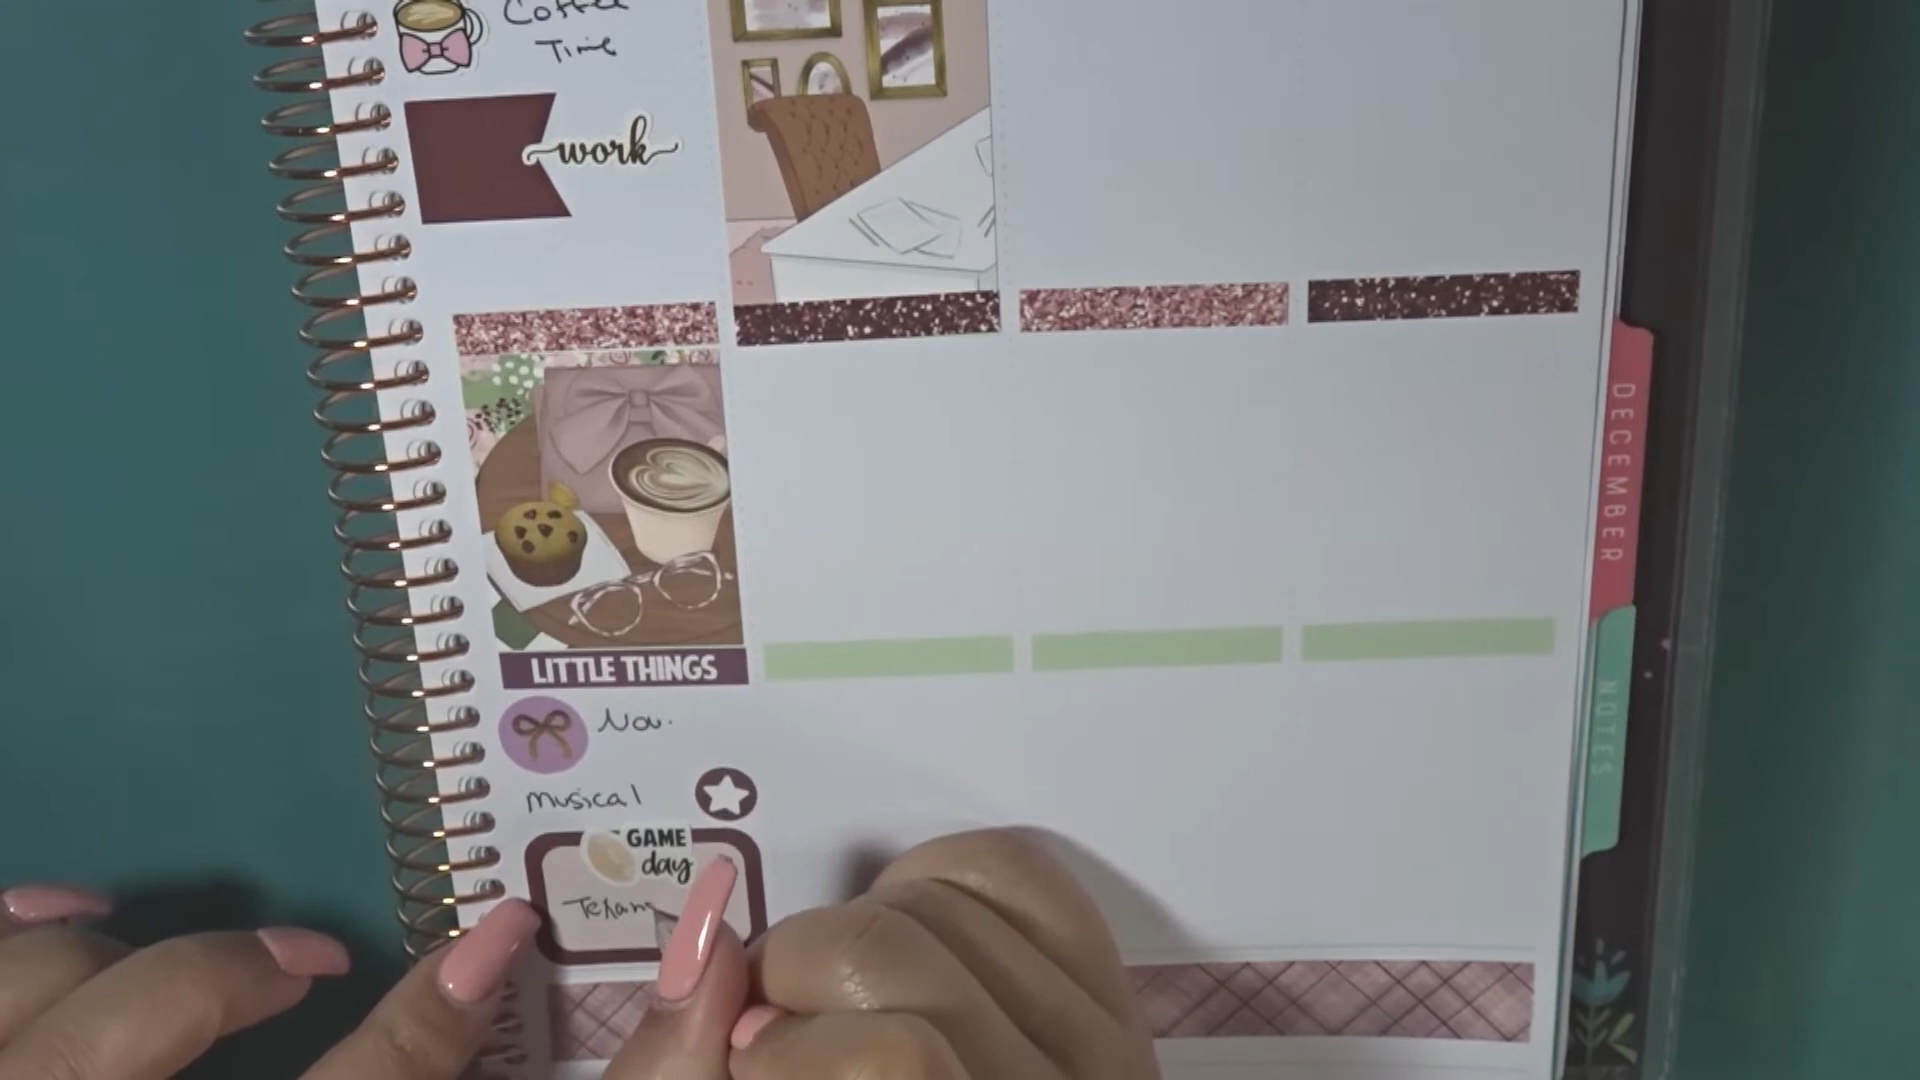 Coffee
Time
work
LITTLE THINGS
Nov.
musical
GAME
day
Texans
DECEMBER
NOTES